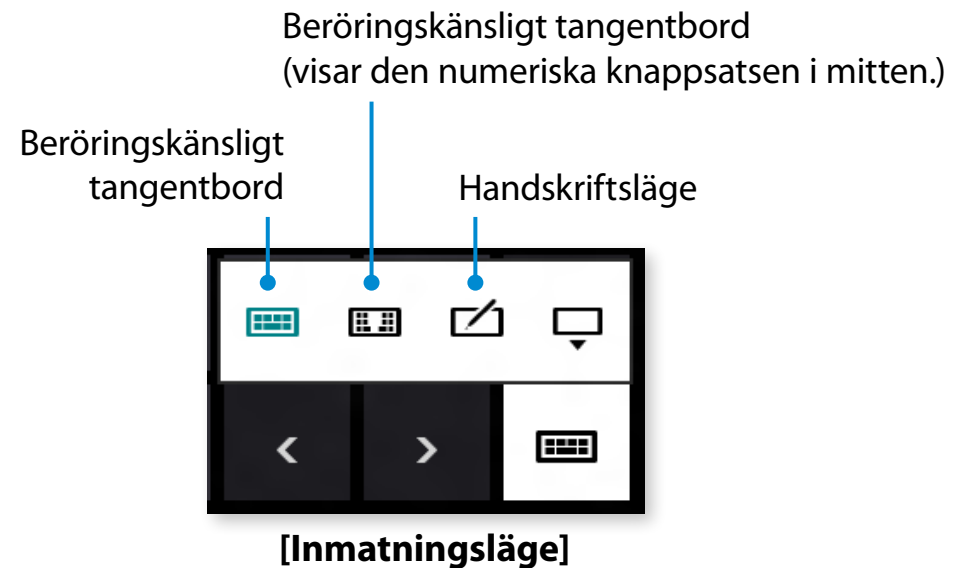 Beröringskänsligt tangentbord
(visar den numeriska knappsatsen i mitten.)
Beröringskänsligt
tangentbord
Handskriftsläge
[Inmatningsläge]